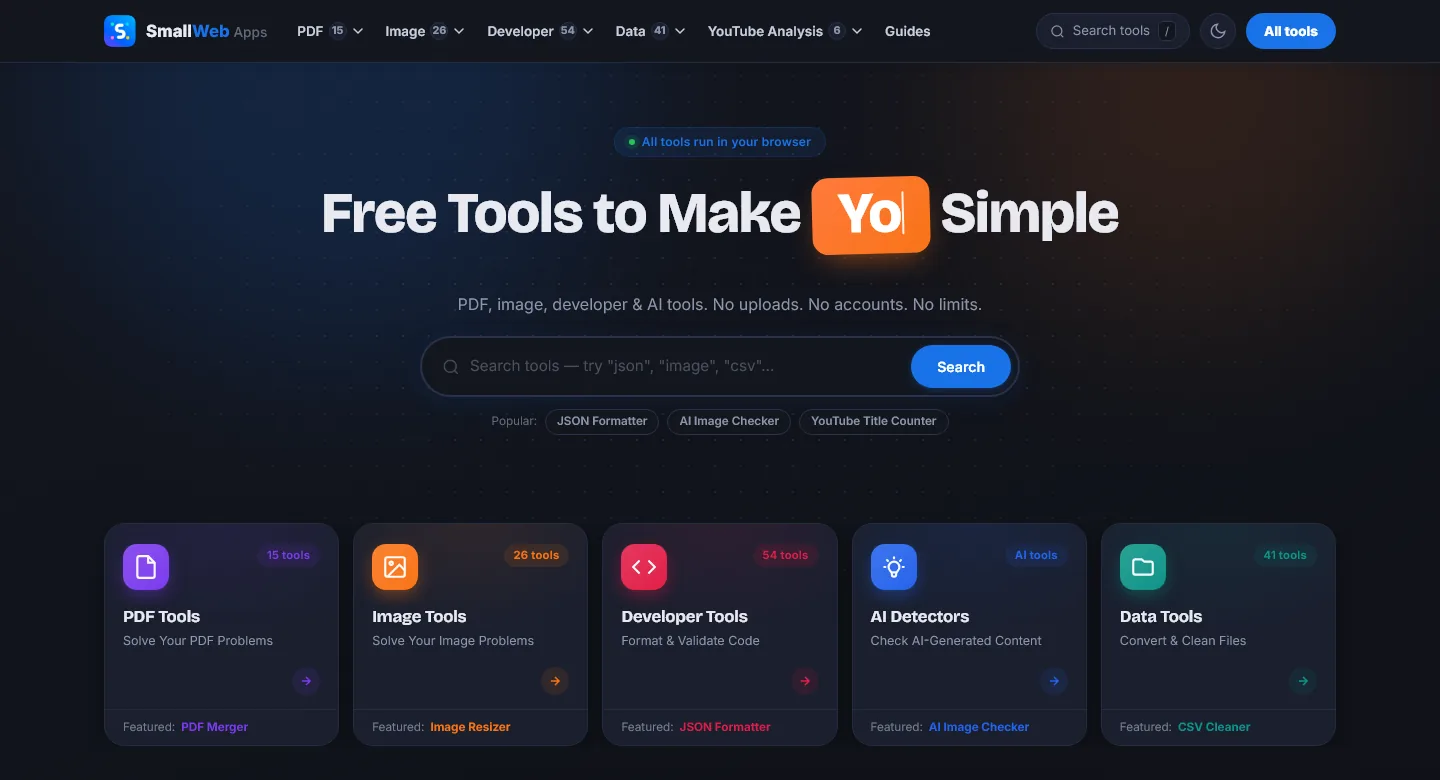 SmallWeb Apps PDF 15 Image 26 Developer 54 Data 41 YouTube Analysis 6 Guides Search tools / All tools
All tools run in your browser
Free Tools to Make Yo Simple
PDF, image, developer & AI tools. No uploads. No accounts. No limits.
Search tools — try "json", "image", "csv"... Search
Popular: JSON Formatter AI Image Checker YouTube Title Counter
15 tools
PDF Tools
Solve Your PDF Problems
Featured: PDF Merger
26 tools
Image Tools
Solve Your Image Problems
Featured: Image Resizer
54 tools
Developer Tools
Format & Validate Code
Featured: JSON Formatter
AI tools
AI Detectors
Check AI-Generated Content
Featured: AI Image Checker
41 tools
Data Tools
Convert & Clean Files
Featured: CSV Cleaner